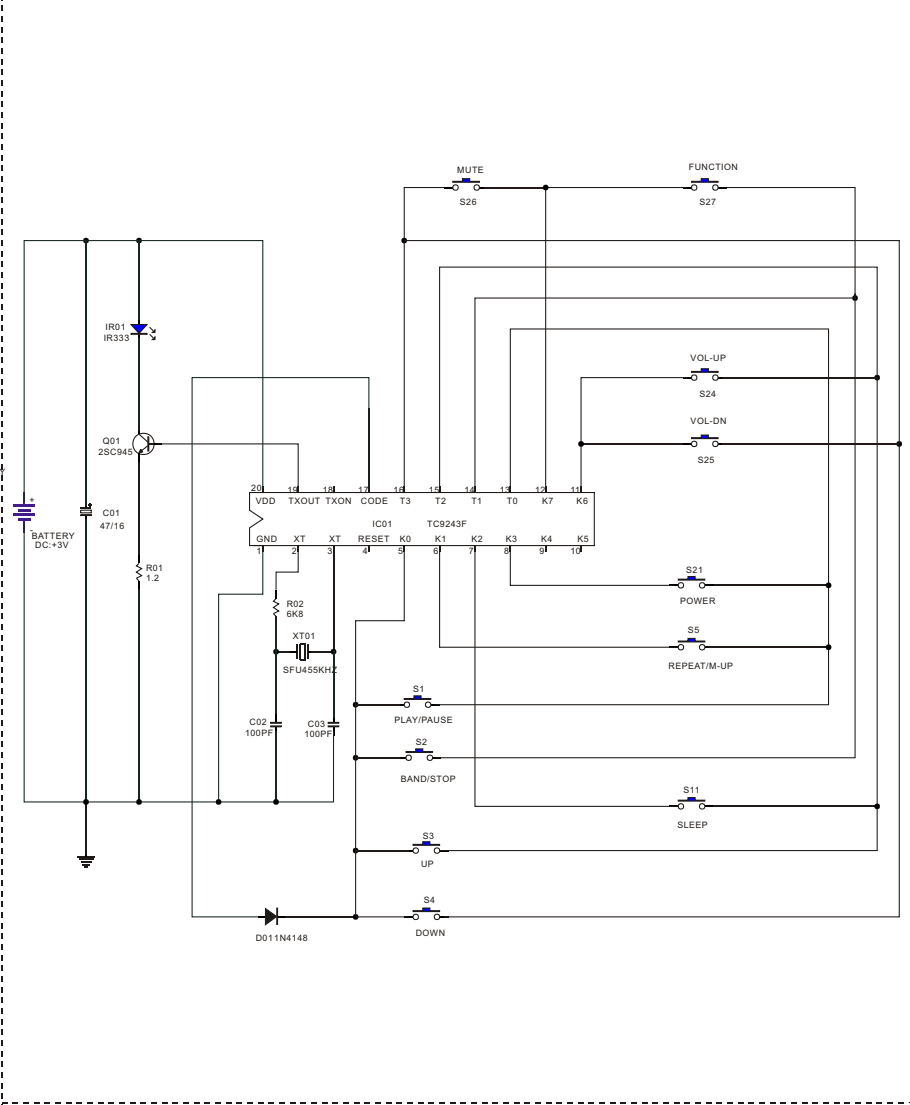 MUTE
S26
FUNCTION
S27
IR01
IR333
VOL-UP
S24
VOL-DN
S25
Q01
2SC945
20 19 18 17 16 15 14 13 12 11
VDD TXOUT TXON CODE T3 T2 T1 T0 K7 K6
IC01 TC9243F
GND XT XT RESET K0 K1 K2 K3 K4 K5
1 2 3 4 5 6 7 8 9 10
+
-
BATTERY
DC:+3V
C01
47/16
R01
1.2
R02
6K8
XT01
SFU455KHZ
S21
POWER
S5
REPEAT/M-UP
S1
PLAY/PAUSE
C02
100PF
C03
100PF
S2
BAND/STOP
S11
SLEEP
S3
UP
S4
DOWN
D011N4148